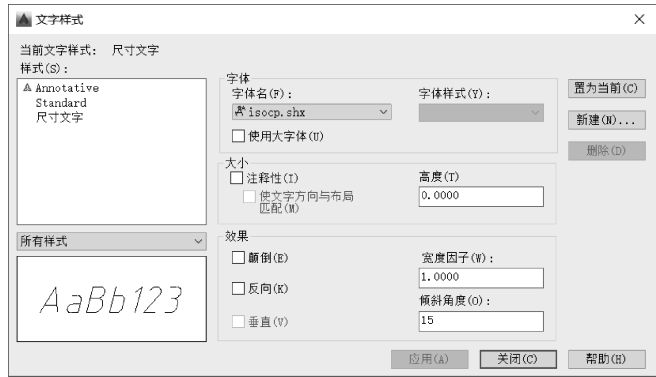 文字样式
当前文字样式: 尺寸文字
样式(S):
Annotative
Standard
尺寸文字
所有样式
AaBb123
字体
字体名(F):
isocp.shx
字体样式(Y):
使用大字体(U)
大小
注释性(I)
使文字方向与布局
匹配(M)
高度(T)
0.0000
效果
颠倒(E)
反向(K)
垂直(V)
宽度因子(W):
1.0000
倾斜角度(O):
15
置为当前(C)
新建(N)...
删除(D)
应用(A)
关闭(C)
帮助(H)